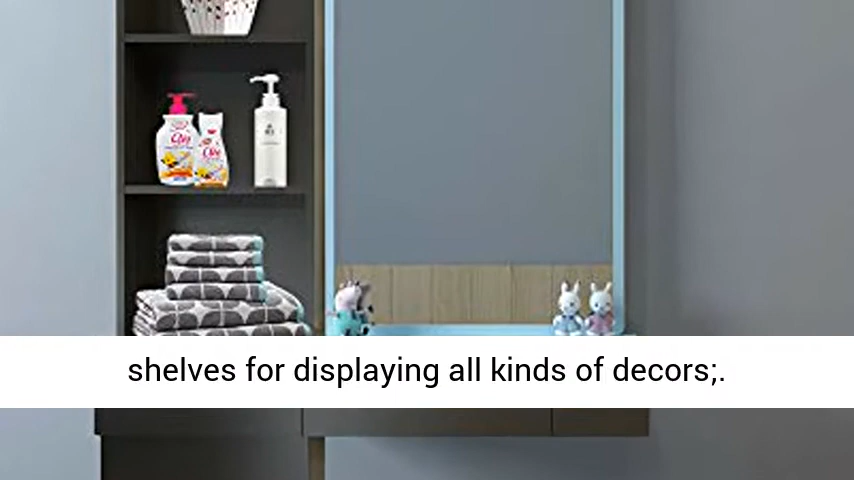 shelves for displaying all kinds of decors;.